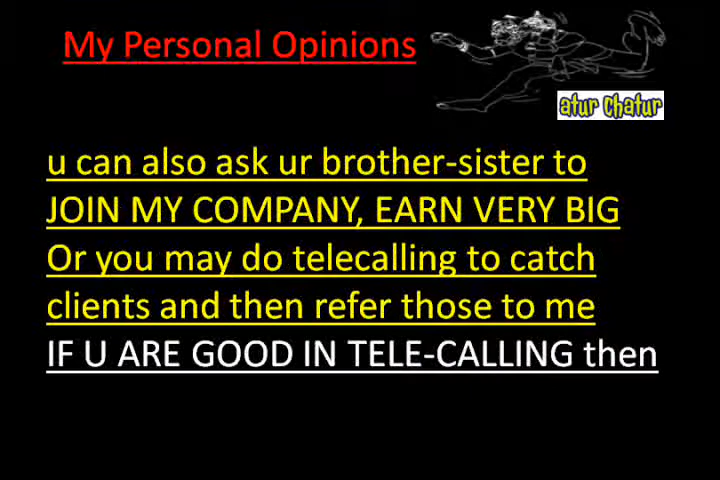 My Personal Opinions
atur chatur
u can also ask ur brother-sister to
JOIN MY COMPANY, EARN VERY BIG
Or you may do telecalling to catch
clients and then refer those to me
IF U ARE GOOD IN TELE-CALLING then